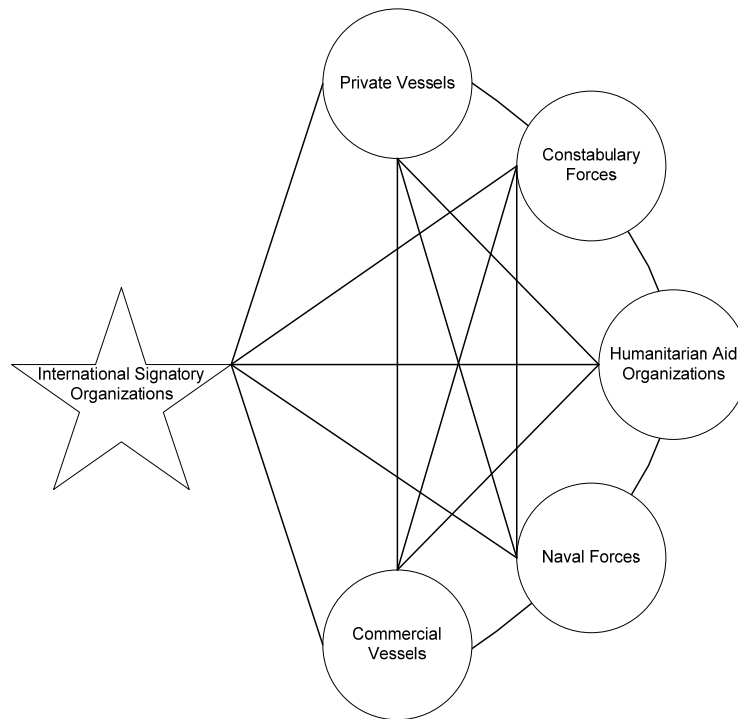 Private Vessels
Constabulary
Forces
International Signatory
Organizations
Humanitarian Aid
Organizations
Naval Forces
Commercial
Vessels